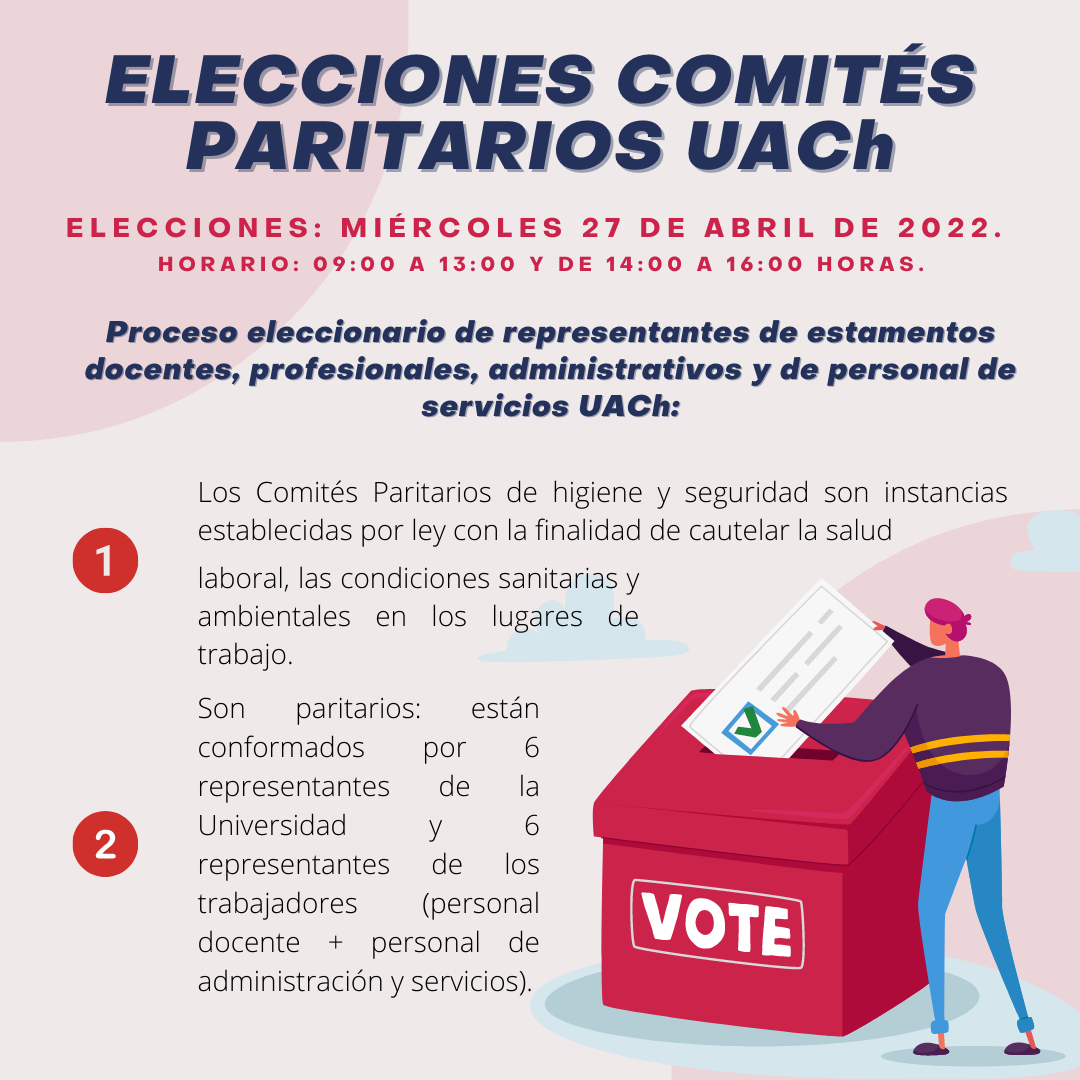 ELECCIONES COMITÉS
PARITARIOS UACh
ELECCIONES: MIÉRCOLES 27 DE ABRIL DE 2022.
HORARIO: 09:00 A 13:00 Y DE 14:00 A 16:00 HORAS.
Proceso eleccionario de representantes de estamentos
docentes, profesionales, administrativos y de personal de
servicios UACh:
1
Los Comités Paritarios de higiene y seguridad son instancias
establecidas por ley con la finalidad de cautelar la salud
laboral, las condiciones sanitarias y
ambientales en los lugares de
trabajo.
2
Son paritarios: están
conformados por 6
representantes de la
Universidad y 6
representantes de los
trabajadores (personal
docente + personal de
administración y servicios).
VOTE